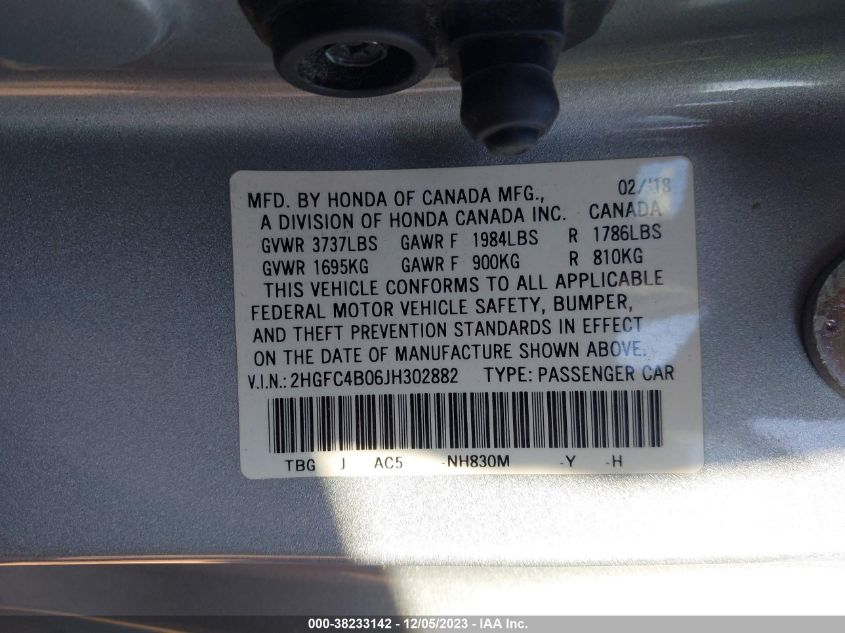 MFD. BY HONDA OF CANADA MFG., 02/'18
A DIVISION OF HONDA CANADA INC. CANADA
GVWR 3737LBS GAWR F 1984LBS R 1786LBS
GVWR 1695KG GAWR F 900KG R 810KG
THIS VEHICLE CONFORMS TO ALL APPLICABLE
FEDERAL MOTOR VEHICLE SAFETY, BUMPER,
AND THEFT PREVENTION STANDARDS IN EFFECT
ON THE DATE OF MANUFACTURE SHOWN ABOVE.
V.I.N.: 2HGFC4B06JH302882 TYPE: PASSENGER CAR
TBG J AC5 -NH830M -Y -H
000-38233142 - 12/05/2023 - IAA Inc.